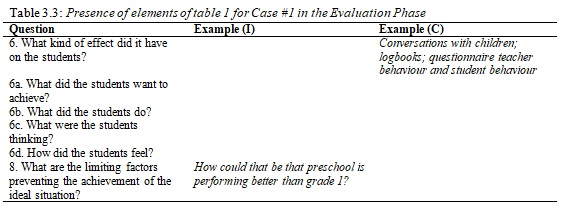 Table 3.3: Presence of elements of table 1 for Case #1 in the Evaluation Phase
Question Example (I) Example (C)
6. What kind of effect did it have Conversations with children;
on the students? logbooks; questionnaire teacher
behaviour and student behaviour
6a. What did the students want to
achieve?
6b. What did the students do?
6c. What were the students
thinking?
6d. How did the students feel?
8. What are the limiting factors How could that be that preschool is
preventing the achievement of the performing better than grade 1?
ideal situation?